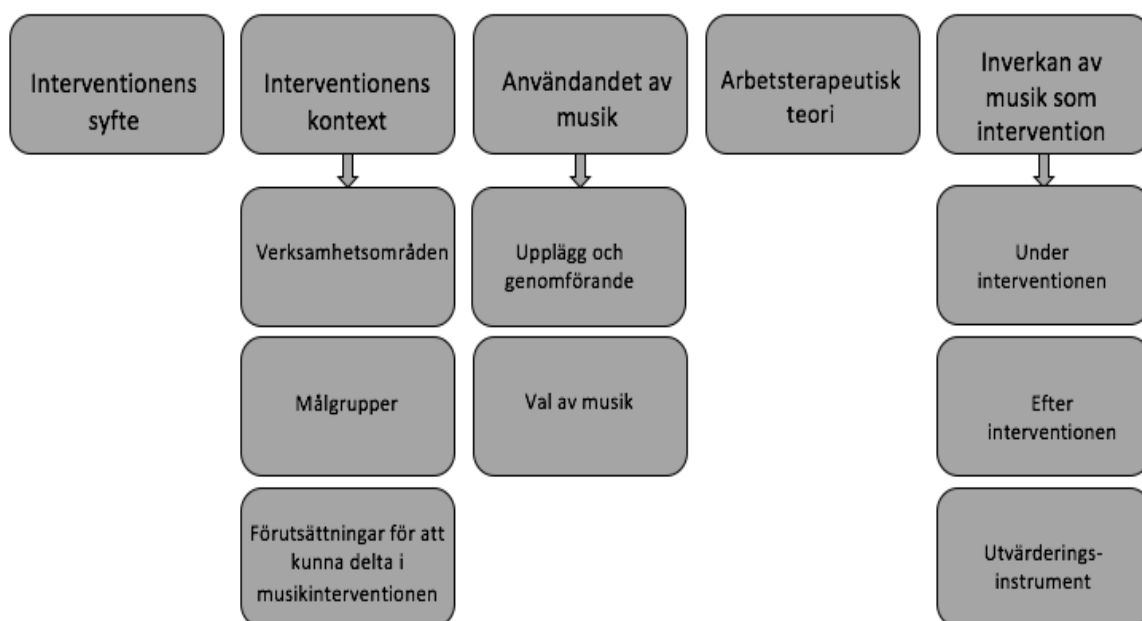 Interventionens
syfte
Interventionens
kontext
Användandet av
musik
Arbetsterapeutisk
teori
Inverkan av
musik som
intervention
Verksamhetsområden
Upplägg och
genomförande
Under
interventionen
Målgrupper
Val av musik
Efter
interventionen
Förutsättningar för att
kunna delta i
musikinterventionen
Utvärderings-
instrument